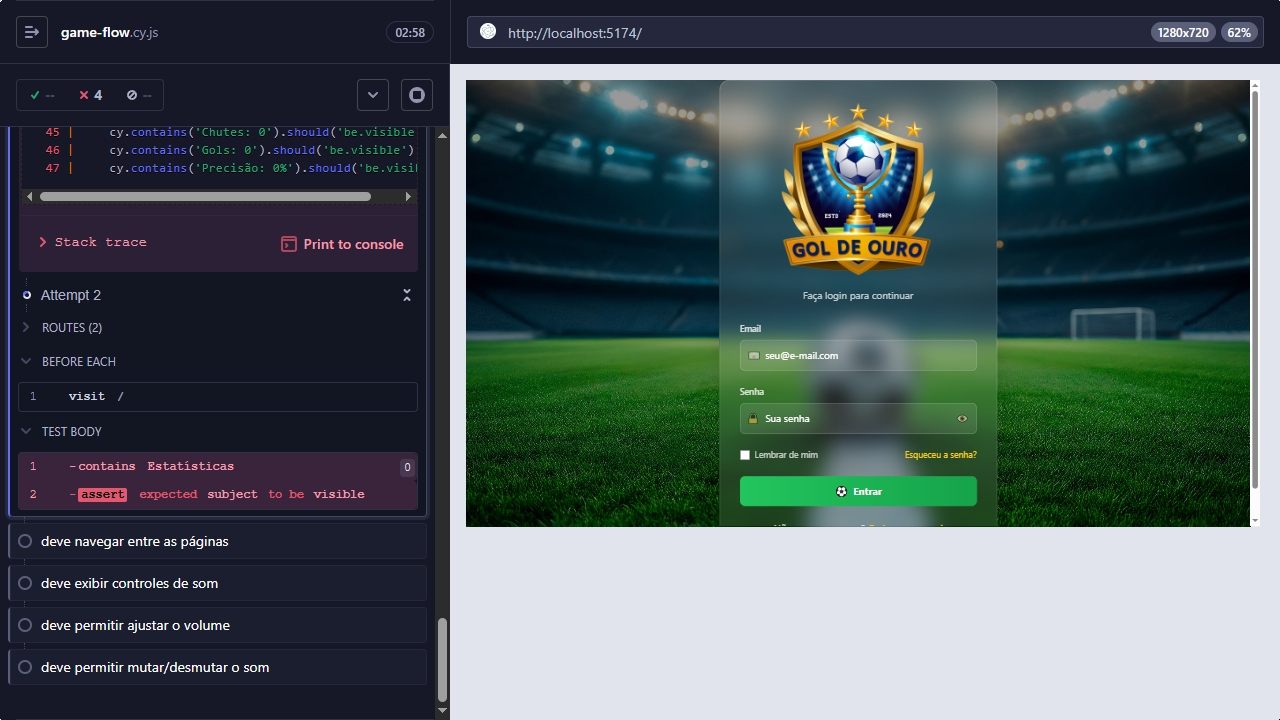 game-flow.cy.js
02:58
http://localhost:5174/
1280x720
62%
--
4
--
45 | cy.contains('Chutes: 0').should('be.visible
46 | cy.contains('Gols: 0').should('be.visible')
47 | cy.contains('Precisão: 0%').should('be.visi
Stack trace
Print to console
Attempt 2
ROUTES (2)
BEFORE EACH
1 visit /
TEST BODY
1 -contains Estatísticas 0
2 -assert expected subject to be visible
deve navegar entre as páginas
deve exibir controles de som
deve permitir ajustar o volume
deve permitir mutar/desmutar o som
ESTD 2024
GOL DE OURO
Faça login para continuar
Email
seu@e-mail.com
Senha
Sua senha
Lembrar de mim
Esqueceu a senha?
Entrar